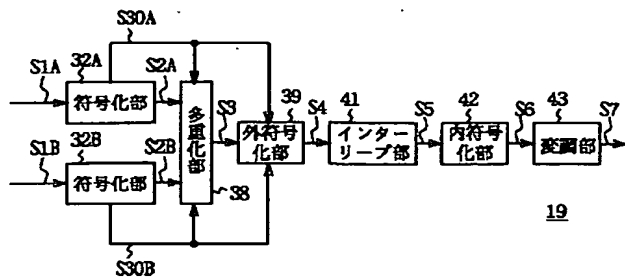 S30A
S1A
32A
符号化部
S2A
S1B
32B
符号化部
S2B
多重化部
38
S3
39
外符号
化部
S4
41
インター
リーブ部
S5
42
内符号
化部
S6
43
変調部
S7
19
S30B